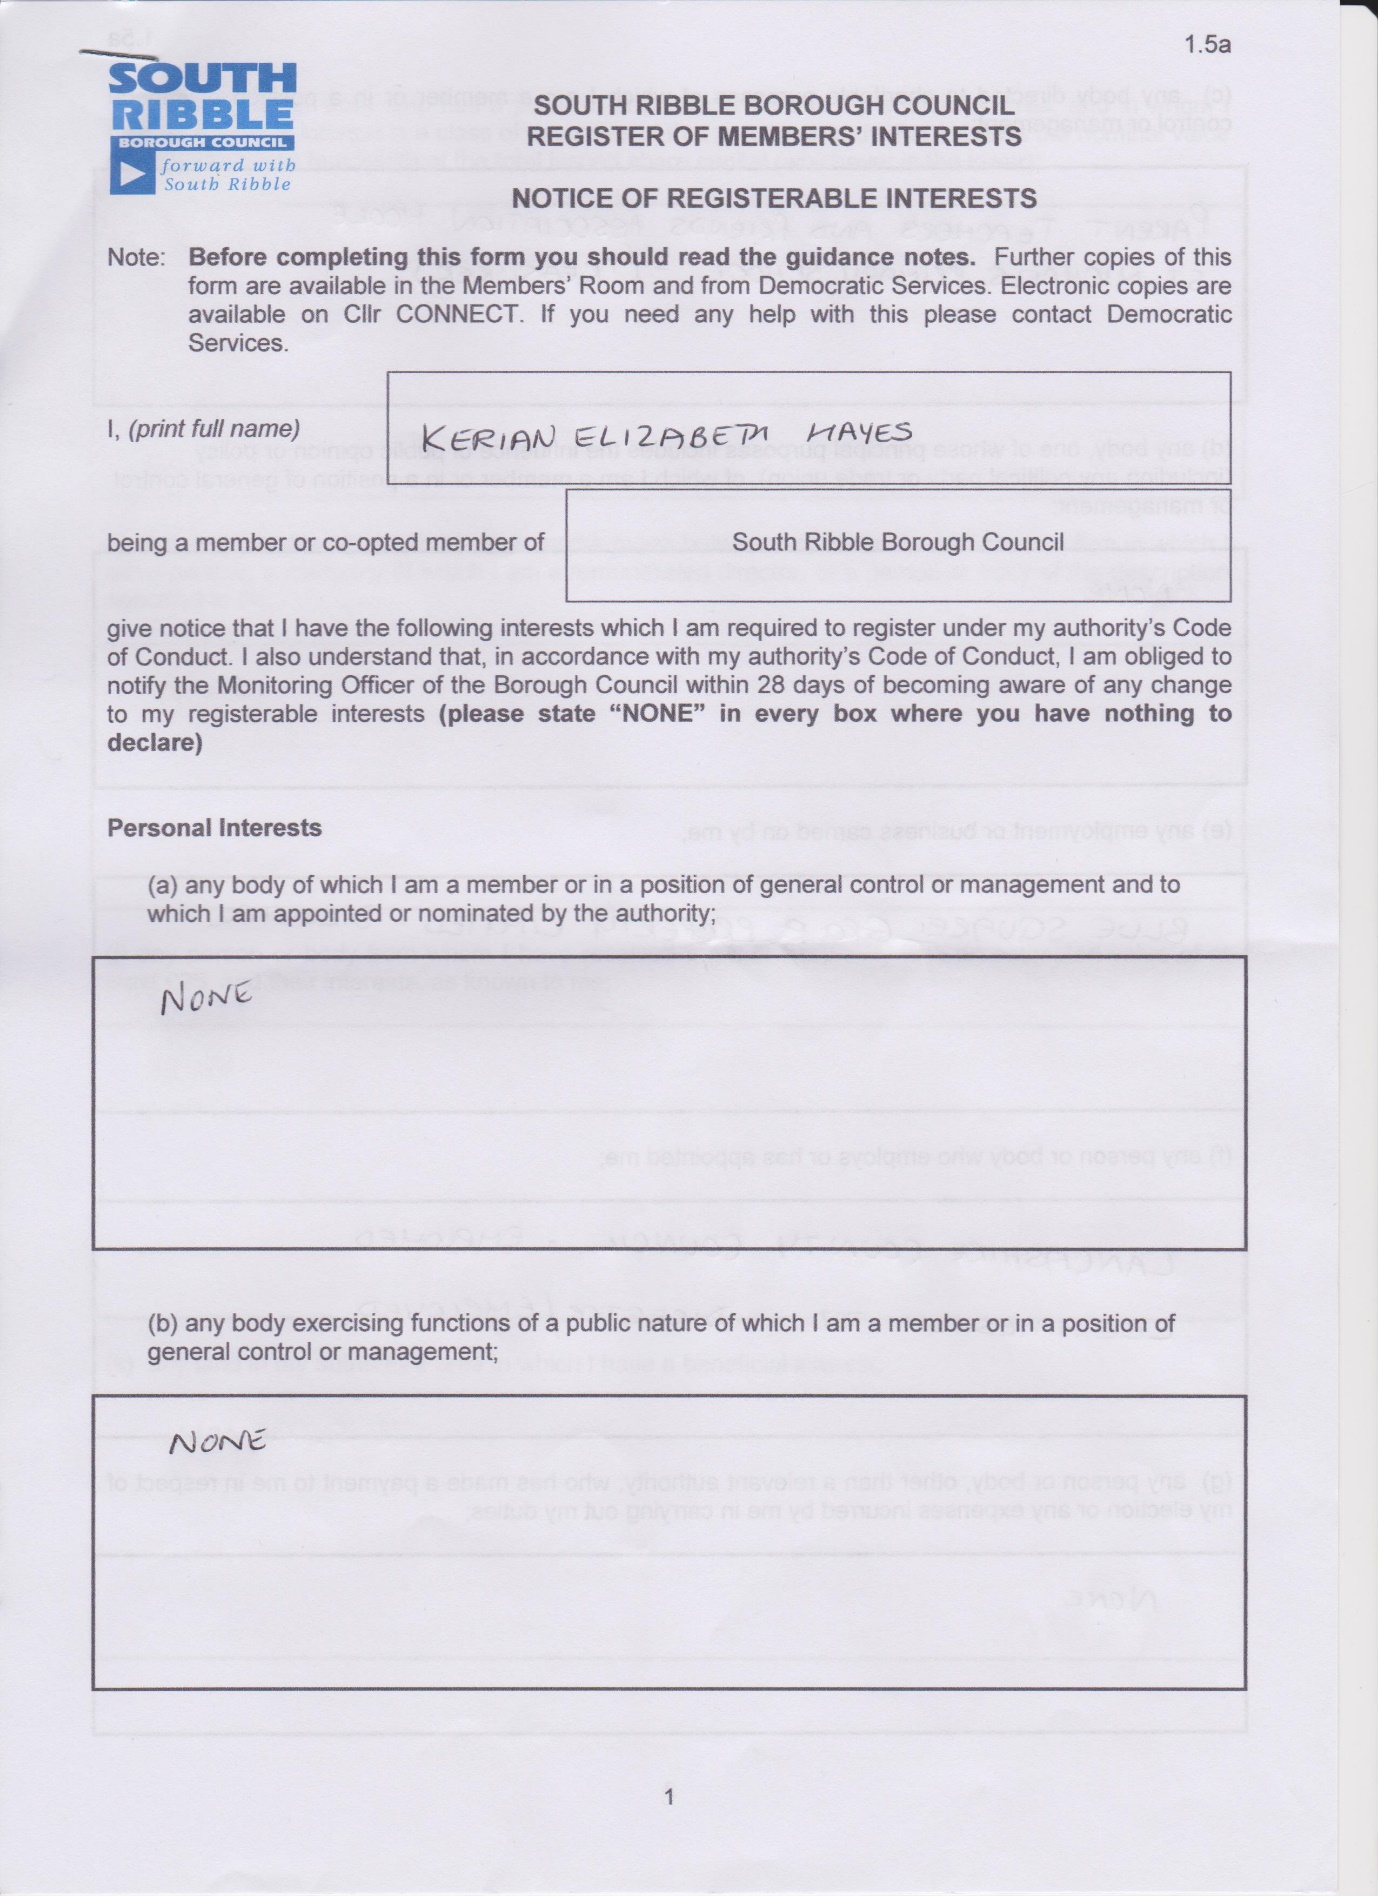 1.5a
SOUTH
RIBBLE
BOROUGH COUNCIL
forward with
South Ribble
SOUTH RIBBLE BOROUGH COUNCIL
REGISTER OF MEMBERS’ INTERESTS
NOTICE OF REGISTERABLE INTERESTS
Note: Before completing this form you should read the guidance notes. Further copies of this
form are available in the Members’ Room and from Democratic Services. Electronic copies are
available on Cllr CONNECT. If you need any help with this please contact Democratic
Services.
I, (print full name)
KERIAN ELIZABETH HAYES
being a member or co-opted member of
South Ribble Borough Council
give notice that I have the following interests which I am required to register under my authority’s Code
of Conduct. I also understand that, in accordance with my authority’s Code of Conduct, I am obliged to
notify the Monitoring Officer of the Borough Council within 28 days of becoming aware of any change
to my registerable interests (please state “NONE” in every box where you have nothing to
declare)
Personal Interests
(a) any body of which I am a member or in a position of general control or management and to
which I am appointed or nominated by the authority;
NONE
(b) any body exercising functions of a public nature of which I am a member or in a position of
general control or management;
NONE
1